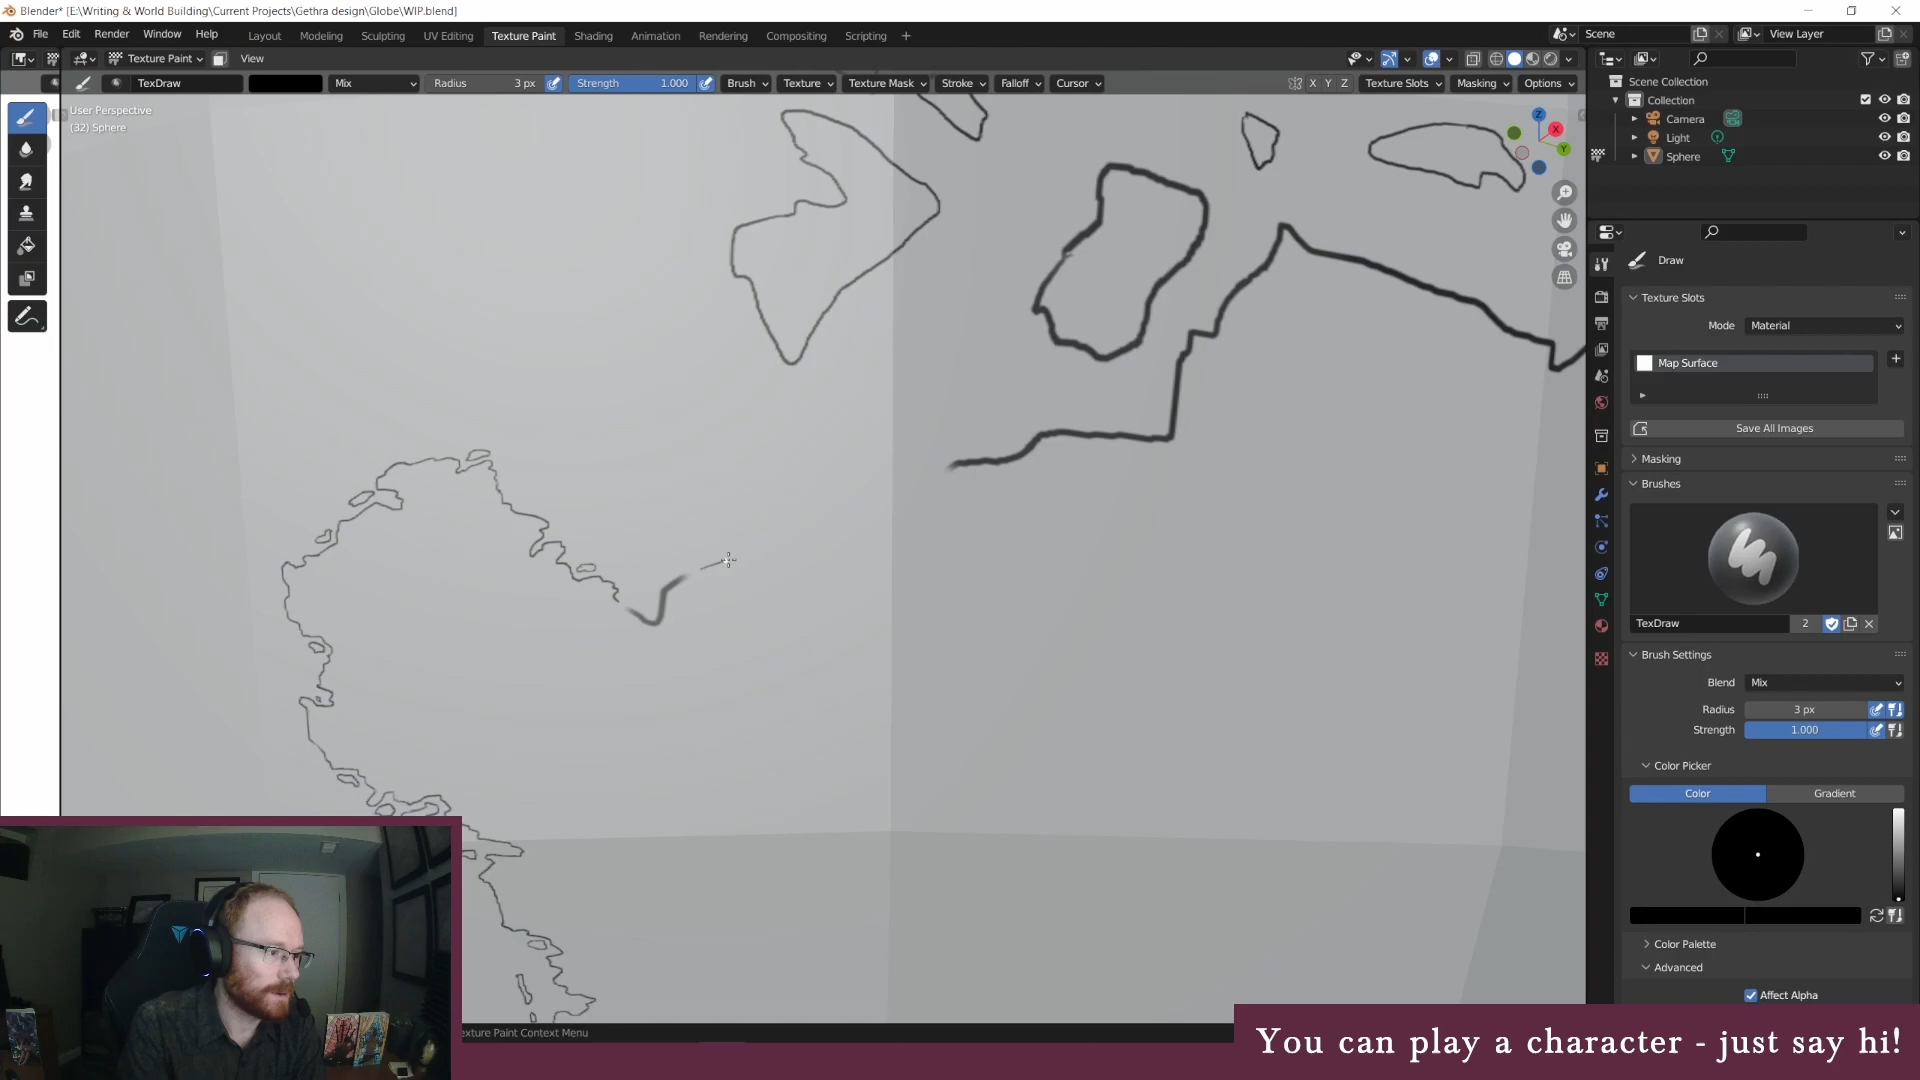 Blender* [E:\Writing & World Building\Current Projects\Gethra design\Globe\WIP.blend]
File Edit Render Window Help Layout Modeling Sculpting UV Editing Texture Paint Shading Animation Rendering Compositing Scripting + Scene View Layer
Texture Paint View
TexDraw Mix Radius 3 px Strength 1.000 Brush Texture Texture Mask Stroke Falloff Cursor X Y Z Texture Slots Masking Options
User Perspective
(32) Sphere
Z
X
Y
Scene Collection
Collection
Camera
Light
Sphere
Draw
Texture Slots
Mode Material
Map Surface
Save All Images
Masking
Brushes
TexDraw 2
Brush Settings
Blend Mix
Radius 3 px
Strength 1.000
Color Picker
Color Gradient
Color Palette
Advanced
Affect Alpha
exture Paint Context Menu
You can play a character - just say hi!